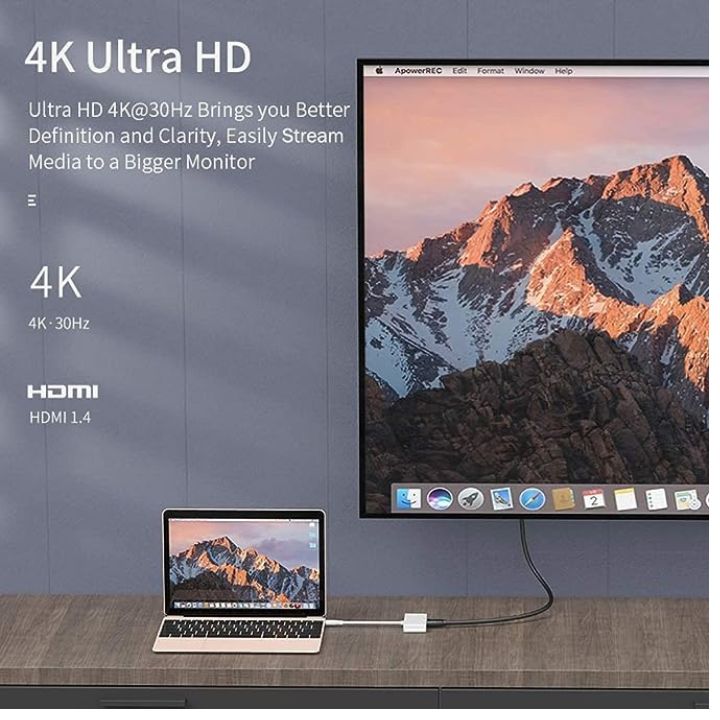 4K Ultra HD
Ultra HD 4K@30Hz Brings you Better
Definition and Clarity, Easily Stream
Media to a Bigger Monitor
4K
4K·30Hz
HDMI
HDMI 1.4
ApowerREC Edit Format Window Help
2